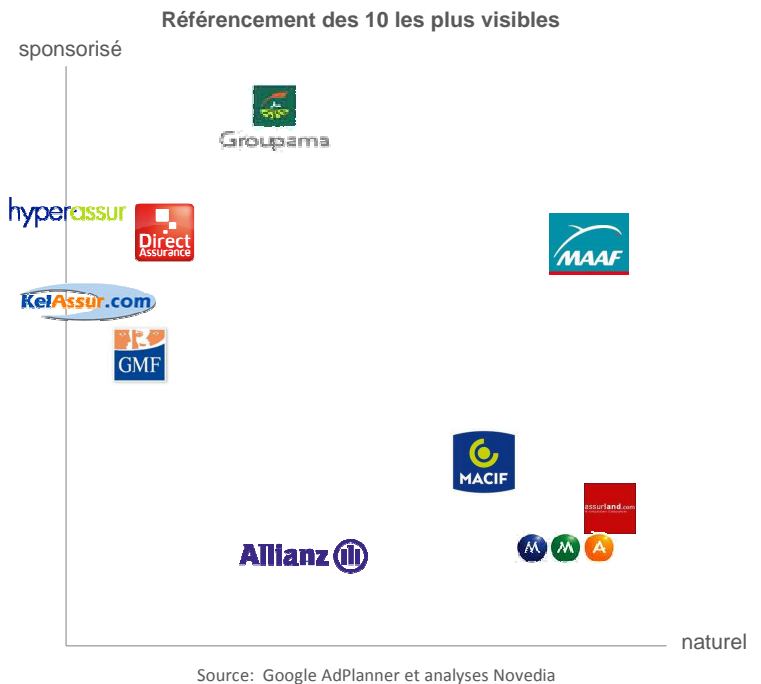 Référencement des 10 les plus visibles
sponsorisé
Groupama
hyperassur
Direct
Assurance
MAAF
KelAssur.com
GMF
MACIF
assurland.com
Allianz
MMA
naturel
Source: Google AdPlanner et analyses Novedia